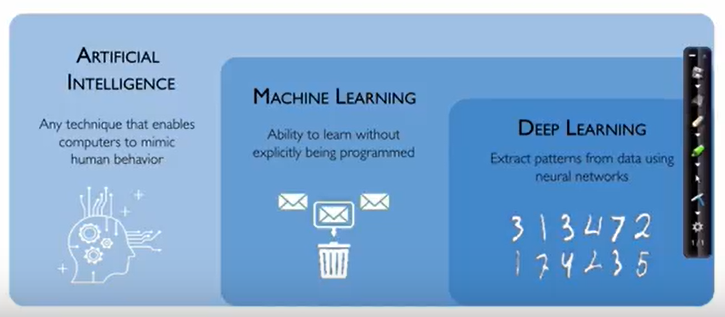 ARTIFICIAL
INTELLIGENCE
Any technique that enables
computers to mimic
human behavior
MACHINE LEARNING
Ability to learn without
explicitly being programmed
DEEP LEARNING
Extract patterns from data using
neural networks
3 1 3 4 7 2
1 7 4 2 3 5
1/1